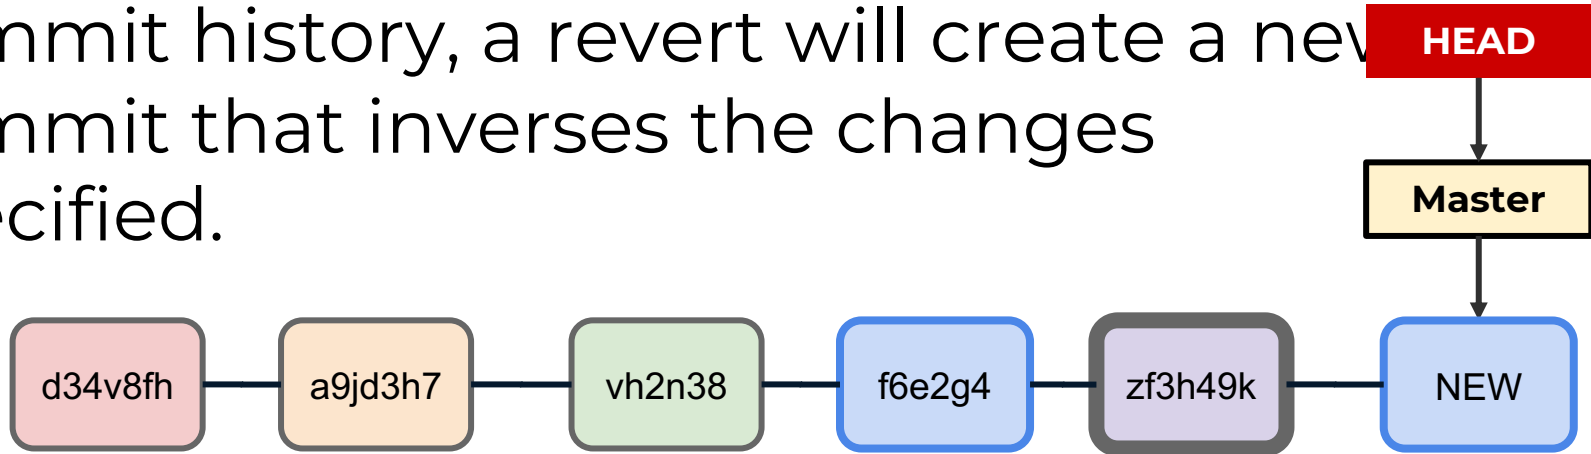 mmit history, a revert will create a new
HEAD
mmit that inverses the changes
Master
ecified.
d34v8fh
a9jd3h7
vh2n38
f6e2g4
zf3h49k
NEW